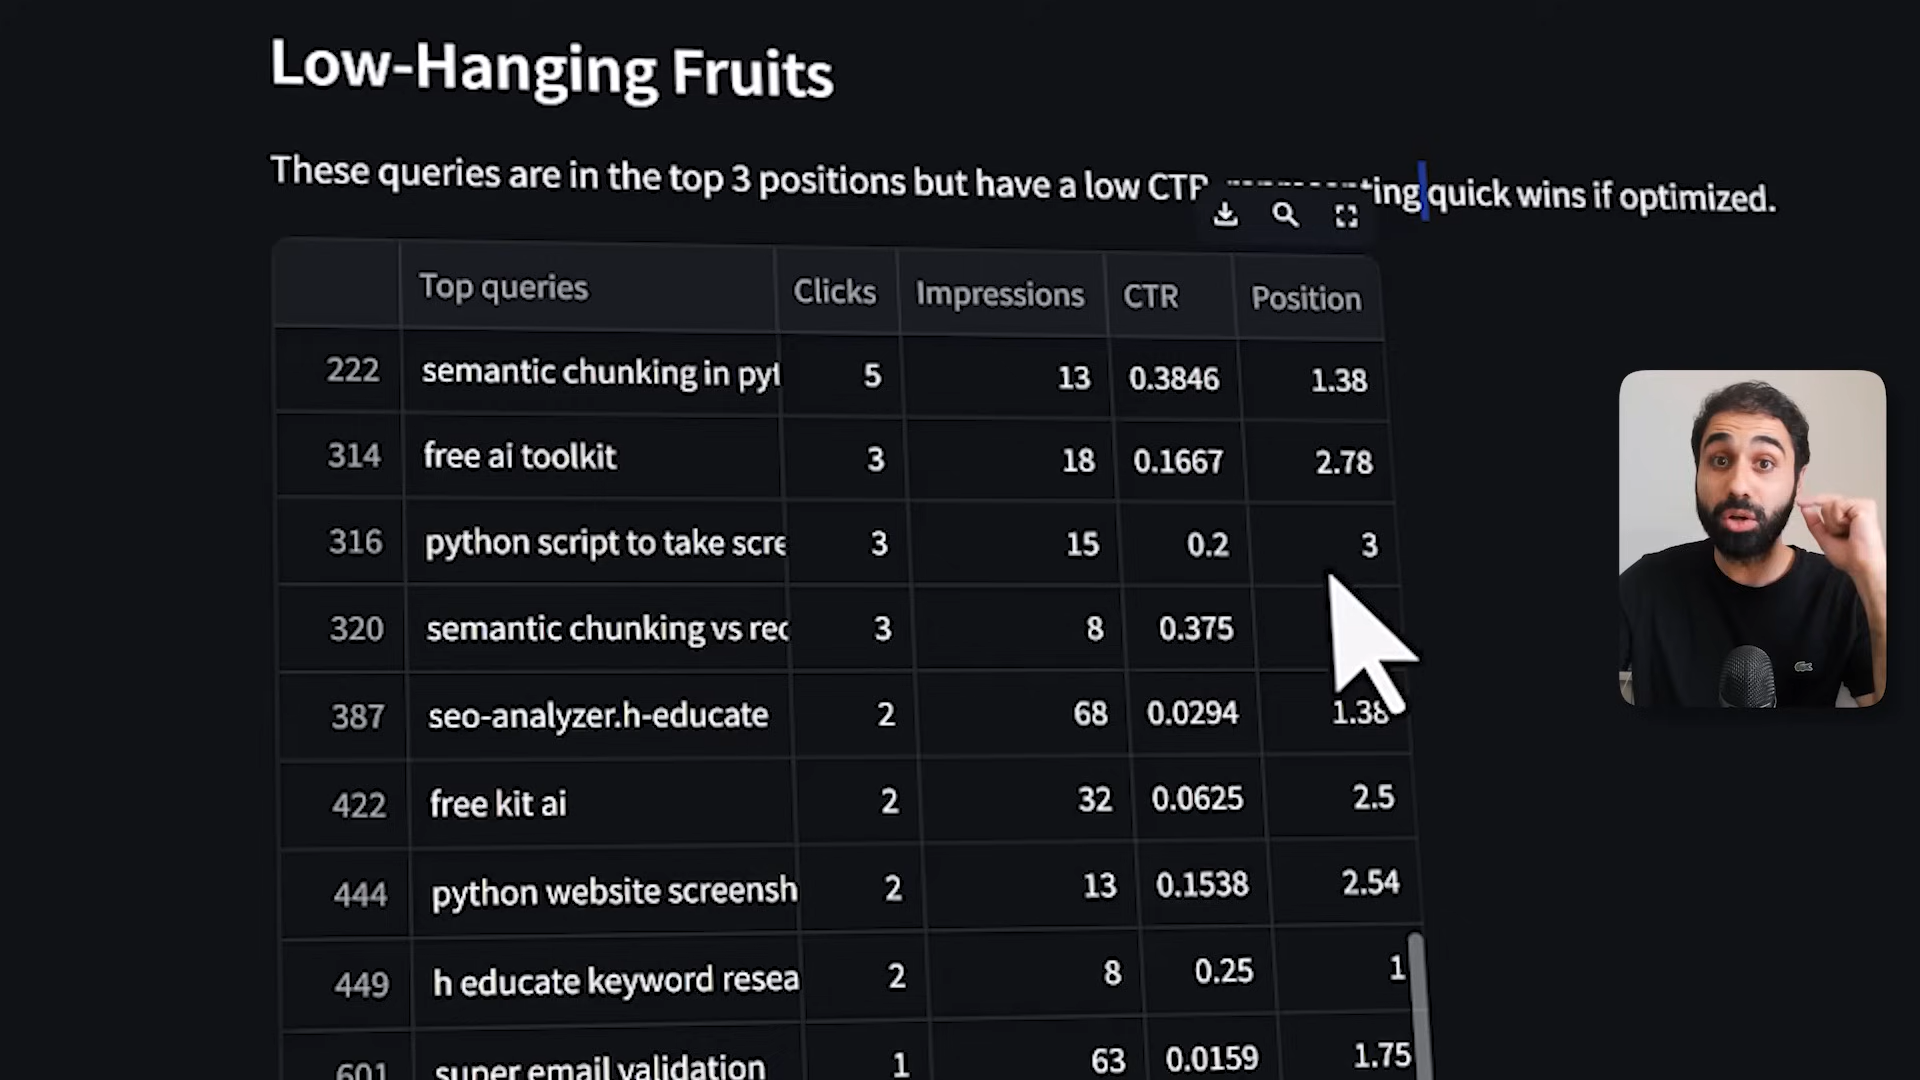 Low-Hanging Fruits
These queries are in the top 3 positions but have a low CTR ting quick wins if optimized.
Top queries Clicks Impressions CTR Position
222 semantic chunking in pyt 5 13 0.3846 1.38
314 free ai toolkit 3 18 0.1667 2.78
316 python script to take scre 3 15 0.2 3
320 semantic chunking vs rec 3 8 0.375
387 seo-analyzer.h-educate 2 68 0.0294 1.38
422 free kit ai 2 32 0.0625 2.5
444 python website screensh 2 13 0.1538 2.54
449 h educate keyword resea 2 8 0.25 1
601 super email validation 1 63 0.0159 1.75